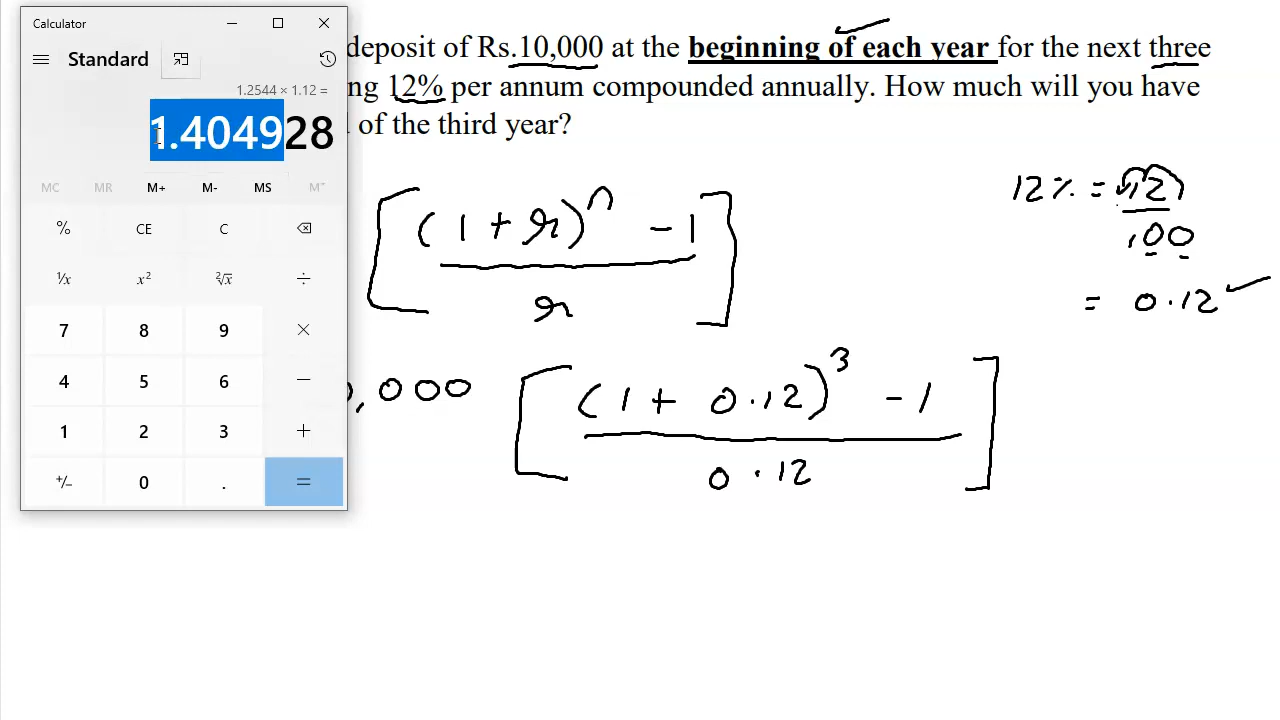 Calculator
Standard
1.2544 × 1.12 =
1.404928
MC MR M+ M- MS M˅
% CE C
¹/x x² ²√x ÷
7 8 9 ×
4 5 6 −
1 2 3 +
+/− 0 . =
deposit of Rs.10,000 at the beginning of each year for the next three
ng 12% per annum compounded annually. How much will you have
of the third year?
[(1 + r)ⁿ - 1]
r
12% = 12
100
= 0.12
,000 [(1 + 0.12)³ - 1]
0.12